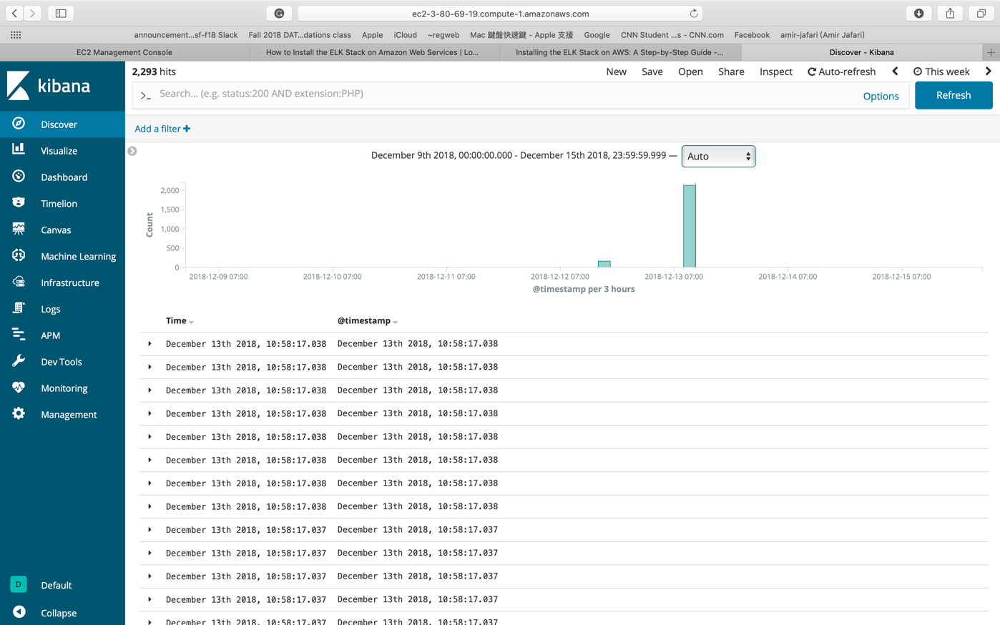 ec2-3-80-69-19.compute-1.amazonaws.com
announcement...sf-f18 Slack Fall 2018 DAT...dations class Apple iCloud ~regweb Mac 鍵盤快速鍵 - Apple 支援 Google CNN Student ...s - CNN.com Facebook amir-jafari (Amir Jafari)
EC2 Management Console How to Install the ELK Stack on Amazon Web Services | Lo... Installing the ELK Stack on AWS: A Step-by-Step Guide -... Discover - Kibana
kibana
Discover
Visualize
Dashboard
Timelion
Canvas
Machine Learning
Infrastructure
Logs
APM
Dev Tools
Monitoring
Management
D Default
Collapse
2,293 hits
New Save Open Share Inspect Auto-refresh This week
>_ Search... (e.g. status:200 AND extension:PHP) Options Refresh
Add a filter +
December 9th 2018, 00:00:00.000 - December 15th 2018, 23:59:59.999 — Auto
Count
2,000
1,500
1,000
500
0
2018-12-09 07:00 2018-12-10 07:00 2018-12-11 07:00 2018-12-12 07:00 2018-12-13 07:00 2018-12-14 07:00 2018-12-15 07:00
@timestamp per 3 hours
Time @timestamp
December 13th 2018, 10:58:17.038 December 13th 2018, 10:58:17.038
December 13th 2018, 10:58:17.038 December 13th 2018, 10:58:17.038
December 13th 2018, 10:58:17.038 December 13th 2018, 10:58:17.038
December 13th 2018, 10:58:17.038 December 13th 2018, 10:58:17.038
December 13th 2018, 10:58:17.038 December 13th 2018, 10:58:17.038
December 13th 2018, 10:58:17.038 December 13th 2018, 10:58:17.038
December 13th 2018, 10:58:17.038 December 13th 2018, 10:58:17.038
December 13th 2018, 10:58:17.038 December 13th 2018, 10:58:17.038
December 13th 2018, 10:58:17.037 December 13th 2018, 10:58:17.037
December 13th 2018, 10:58:17.037 December 13th 2018, 10:58:17.037
December 13th 2018, 10:58:17.037 December 13th 2018, 10:58:17.037
December 13th 2018, 10:58:17.037 December 13th 2018, 10:58:17.037
December 13th 2018, 10:58:17.037 December 13th 2018, 10:58:17.037